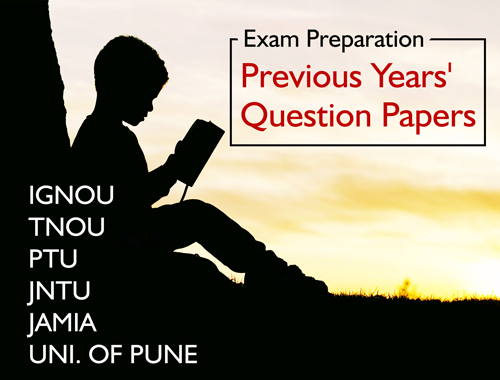 Exam Preparation
Previous Years'
Question Papers
IGNOU
TNOU
PTU
JNTU
JAMIA
UNI. OF PUNE